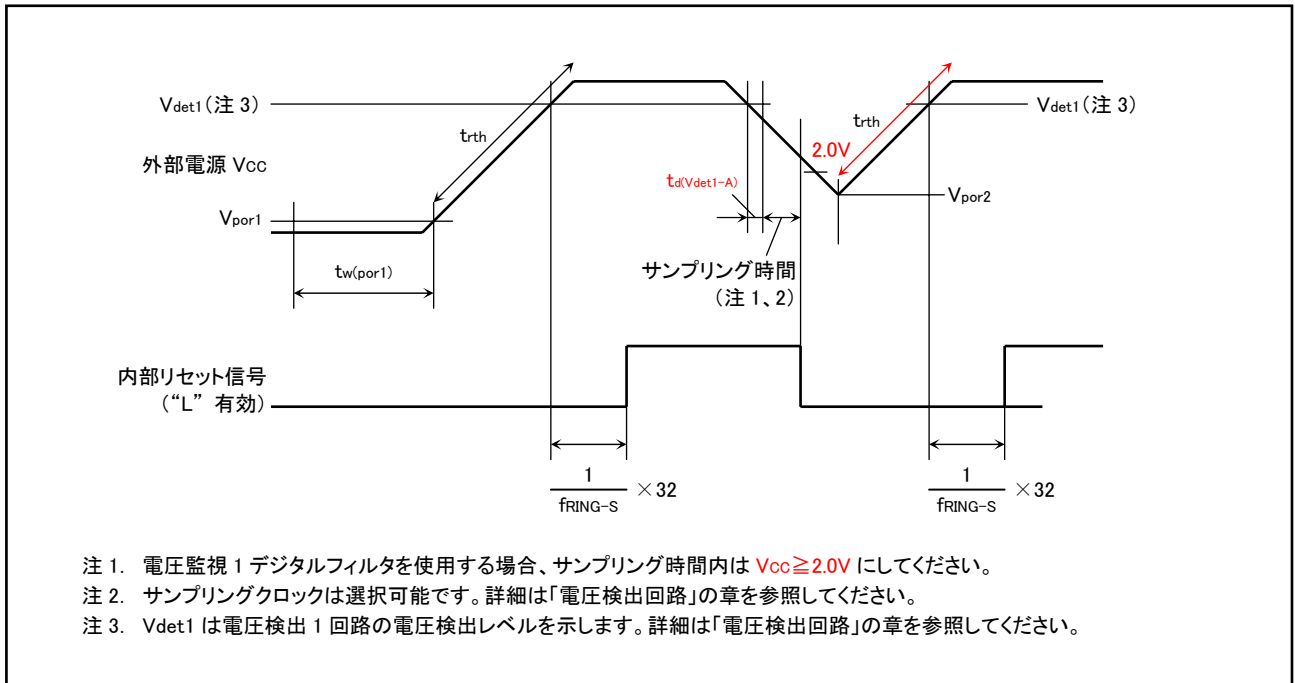 Vdet1(注 3)
trth
外部電源 VCC
Vpor1
tw(por1)
td(Vdet1-A)
サンプリング時間
(注 1、2)
2.0V
trth
Vdet1(注 3)
Vpor2
内部リセット信号
(“L” 有効)
1
fRING-S
×32
1
fRING-S
×32
注 1. 電圧監視 1 デジタルフィルタを使用する場合、サンプリング時間内は VCC≧2.0V にしてください。
注 2. サンプリングクロックは選択可能です。詳細は「電圧検出回路」の章を参照してください。
注 3. Vdet1 は電圧検出 1 回路の電圧検出レベルを示します。詳細は「電圧検出回路」の章を参照してください。